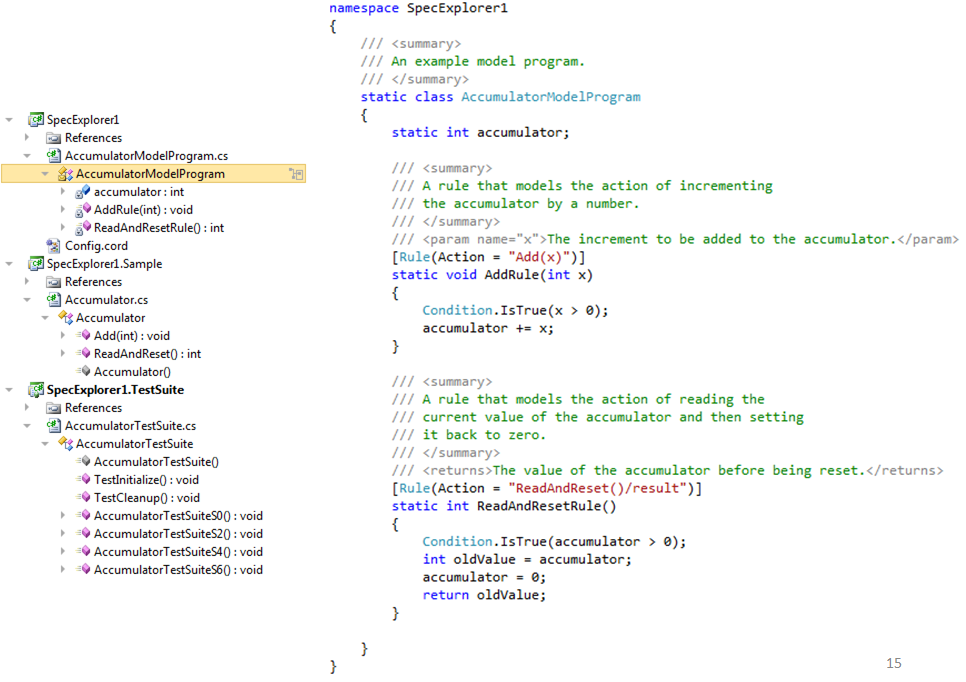 SpecExplorer1
References
AccumulatorModelProgram.cs
AccumulatorModelProgram
accumulator : int
AddRule(int) : void
ReadAndResetRule() : int
Config.cord
SpecExplorer1.Sample
References
Accumulator.cs
Accumulator
Add(int) : void
ReadAndReset() : int
Accumulator()
SpecExplorer1.TestSuite
References
AccumulatorTestSuite.cs
AccumulatorTestSuite
AccumulatorTestSuite()
TestInitialize() : void
TestCleanup() : void
AccumulatorTestSuiteS0() : void
AccumulatorTestSuiteS2() : void
AccumulatorTestSuiteS4() : void
AccumulatorTestSuiteS6() : void
namespace SpecExplorer1
{
/// <summary>
/// An example model program.
/// </summary>
static class AccumulatorModelProgram
{
static int accumulator;
/// <summary>
/// A rule that models the action of incrementing
/// the accumulator by a number.
/// </summary>
/// <param name="x">The increment to be added to the accumulator.</param>
[Rule(Action = "Add(x)")]
static void AddRule(int x)
{
Condition.IsTrue(x > 0);
accumulator += x;
}
/// <summary>
/// A rule that models the action of reading the
/// current value of the accumulator and then setting
/// it back to zero.
/// </summary>
/// <returns>The value of the accumulator before being reset.</returns>
[Rule(Action = "ReadAndReset()/result")]
static int ReadAndResetRule()
{
Condition.IsTrue(accumulator > 0);
int oldValue = accumulator;
accumulator = 0;
return oldValue;
}
}
}
15